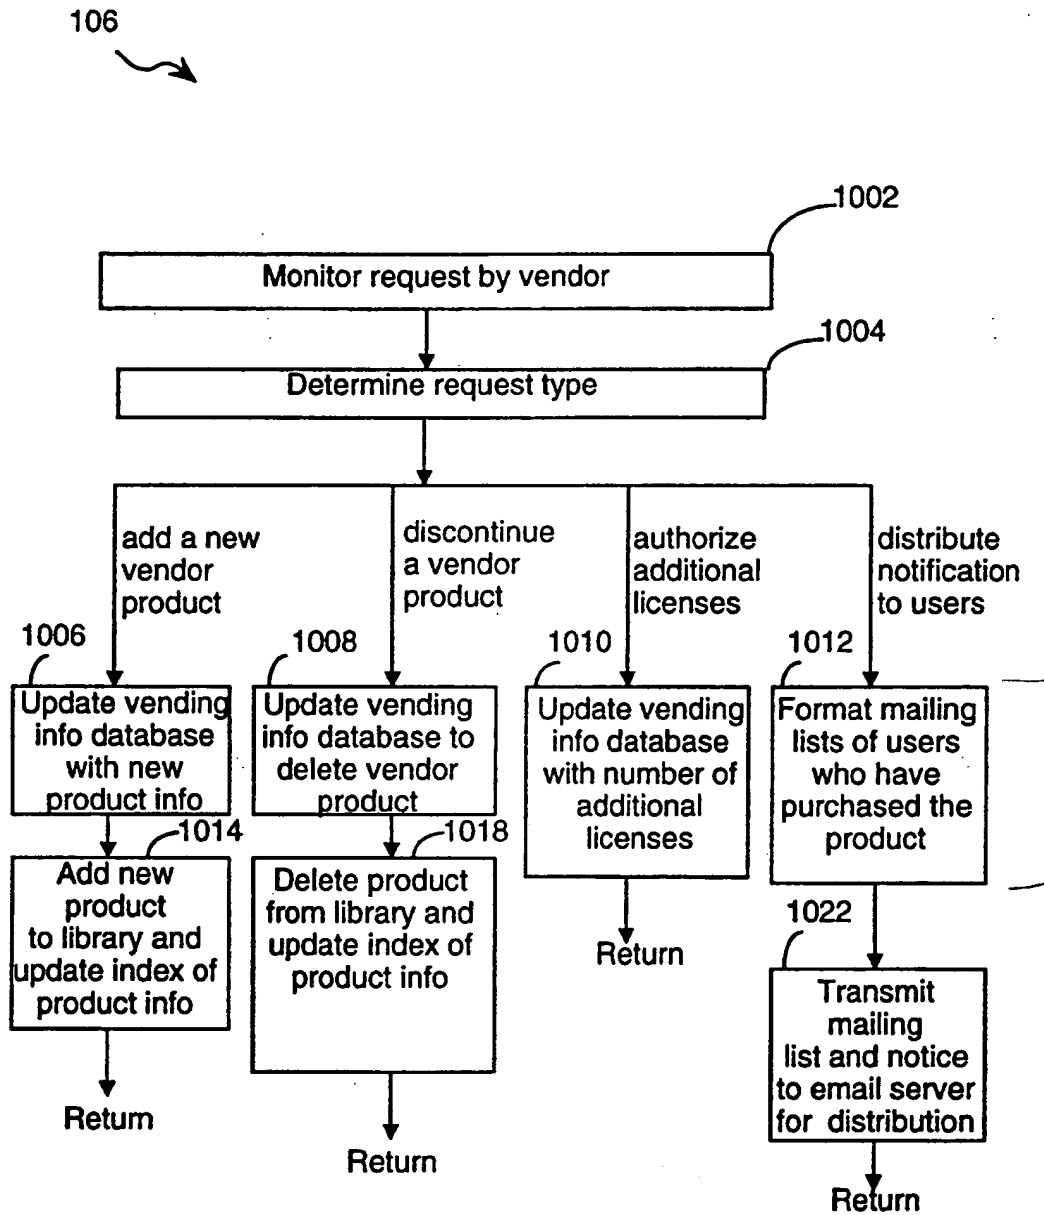 106
1002
Monitor request by vendor
1004
Determine request type
add a new
vendor
product
discontinue
a vendor
product
authorize
additional
licenses
distribute
notification
to users
1006
Update vending
info database
with new
product info
1008
Update vending
info database to
delete vendor
product
1010
Update vending
info database
with number of
additional
licenses
1012
Format mailing
lists of users
who have
purchased the
product
1014
Add new
product
to library and
update index of
product info
1018
Delete product
from library and
update index of
product info
1022
Transmit
mailing
list and notice
to email server
for distribution
Return
Return
Return
Return